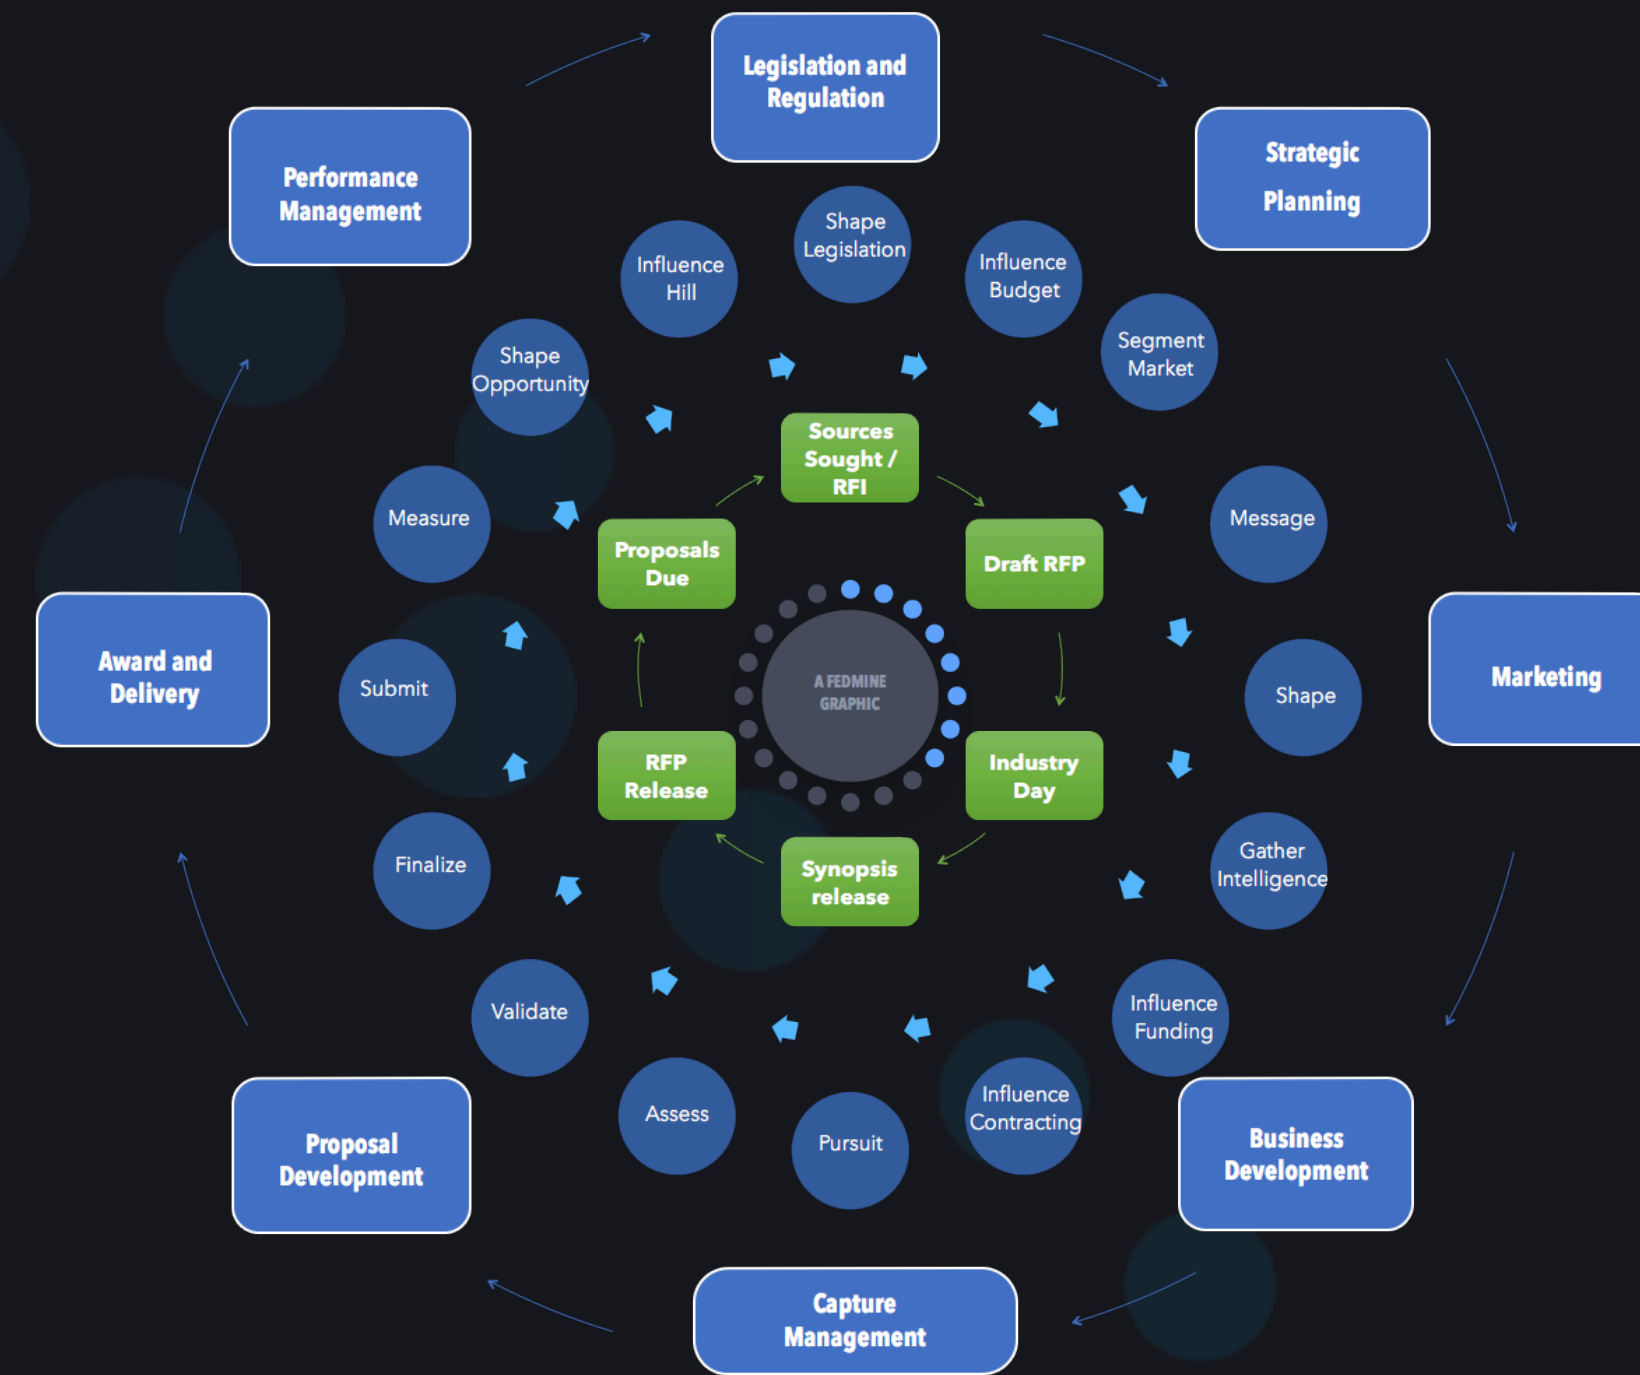 Legislation and
Regulation
Strategic
Planning
Marketing
Business
Development
Capture
Management
Proposal
Development
Award and
Delivery
Performance
Management
Shape
Legislation
Influence
Budget
Segment
Market
Message
Shape
Gather
Intelligence
Influence
Funding
Influence
Contracting
Pursuit
Assess
Validate
Finalize
Submit
Measure
Shape
Opportunity
Influence
Hill
Sources
Sought /
RFI
Draft RFP
Industry
Day
Synopsis
release
RFP
Release
Proposals
Due
A FEDMINE
GRAPHIC